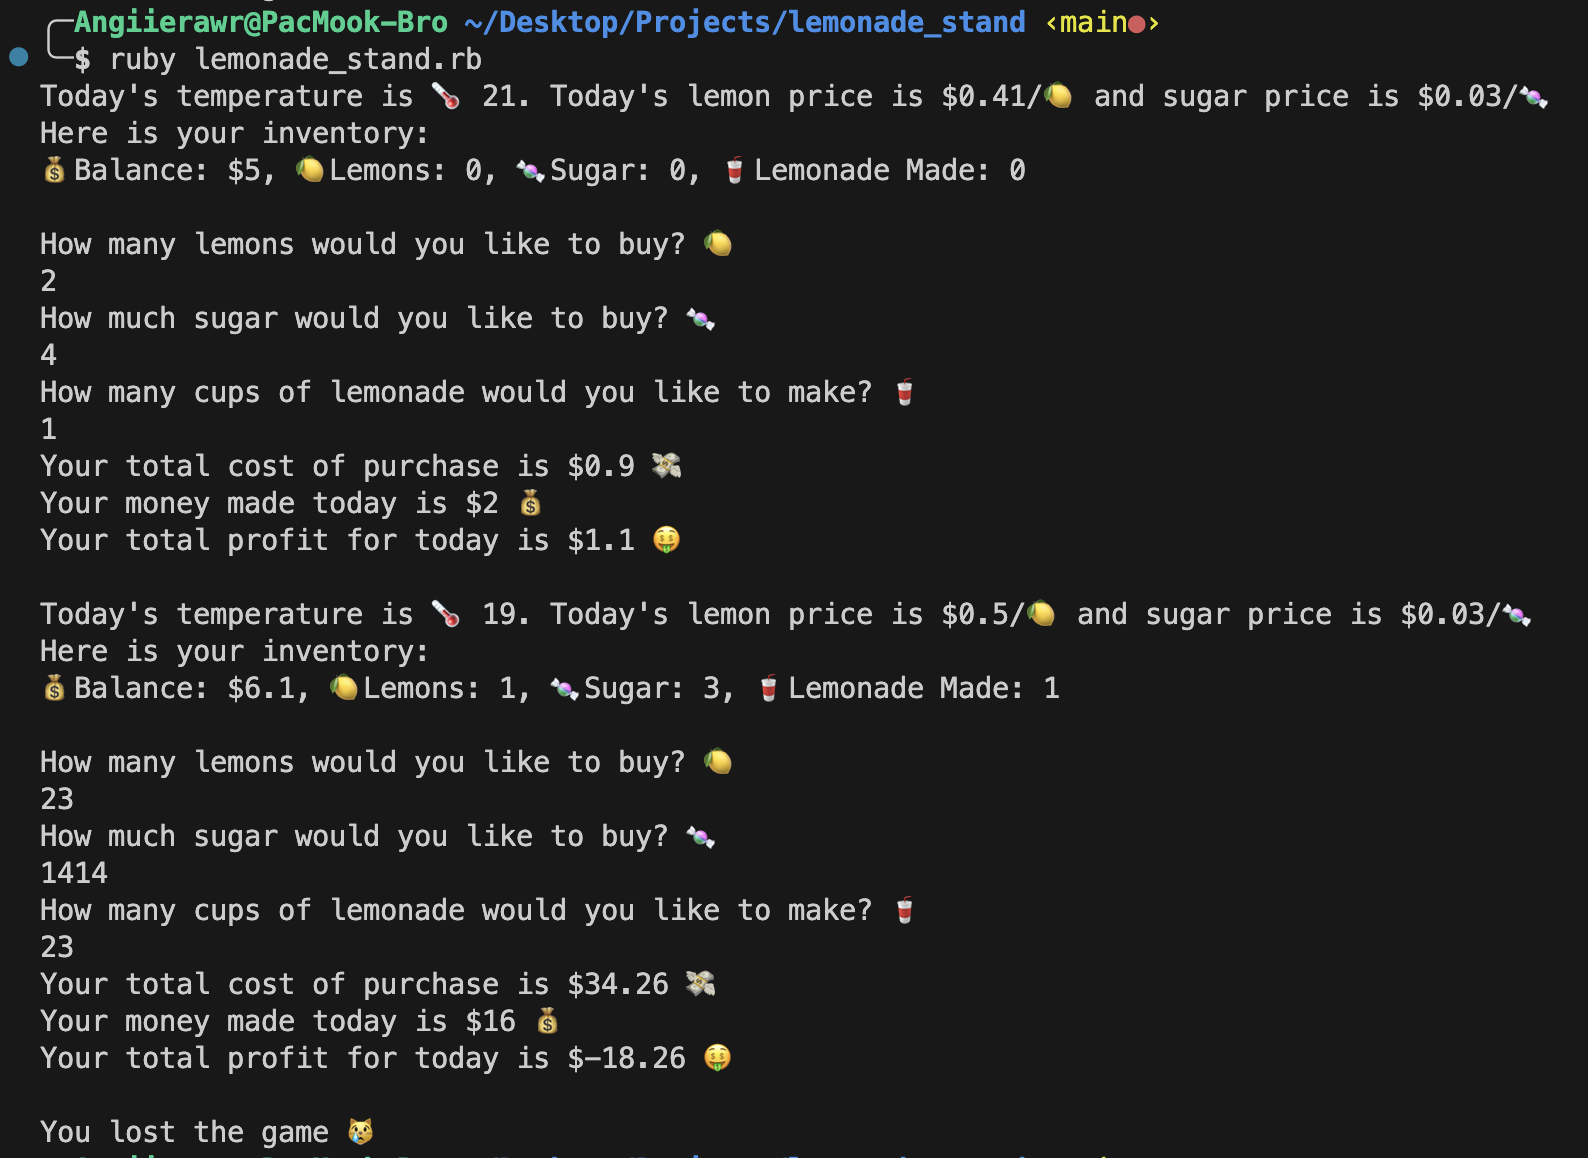 Angiierawr@PacMook-Bro ~/Desktop/Projects/lemonade_stand ‹main●›
$ ruby lemonade_stand.rb
Today's temperature is 🌡️ 21. Today's lemon price is $0.41/🍋 and sugar price is $0.03/🍬
Here is your inventory:
💰Balance: $5, 🍋Lemons: 0, 🍬Sugar: 0, 🥤Lemonade Made: 0
How many lemons would you like to buy? 🍋
2
How much sugar would you like to buy? 🍬
4
How many cups of lemonade would you like to make? 🥤
1
Your total cost of purchase is $0.9 💸
Your money made today is $2 💰
Your total profit for today is $1.1 🤑
Today's temperature is 🌡️ 19. Today's lemon price is $0.5/🍋 and sugar price is $0.03/🍬
Here is your inventory:
💰Balance: $6.1, 🍋Lemons: 1, 🍬Sugar: 3, 🥤Lemonade Made: 1
How many lemons would you like to buy? 🍋
23
How much sugar would you like to buy? 🍬
1414
How many cups of lemonade would you like to make? 🥤
23
Your total cost of purchase is $34.26 💸
Your money made today is $16 💰
Your total profit for today is $-18.26 🤑
You lost the game 😿